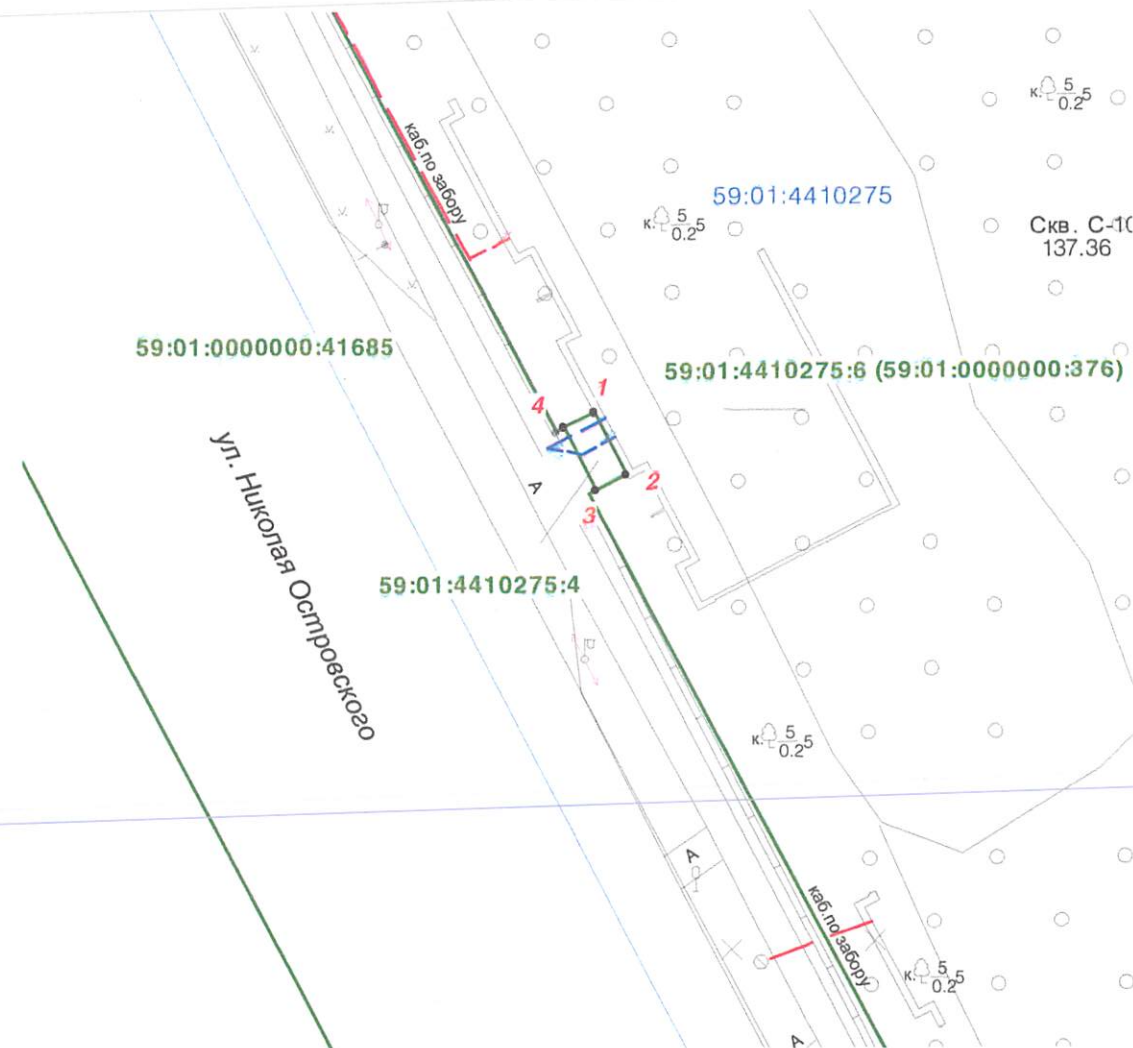 к. 5
0.2 5
каб.по забору
59:01:4410275
к. 5
0.2 5
Скв. С-10
137.36
59:01:0000000:41685
59:01:4410275:6 (59:01:0000000:376)
1
4
ул. Николая Островского
А
2
3
59:01:4410275:4
к. 5
0.2 5
А
каб.по забору
к. 5
0.2 5
А